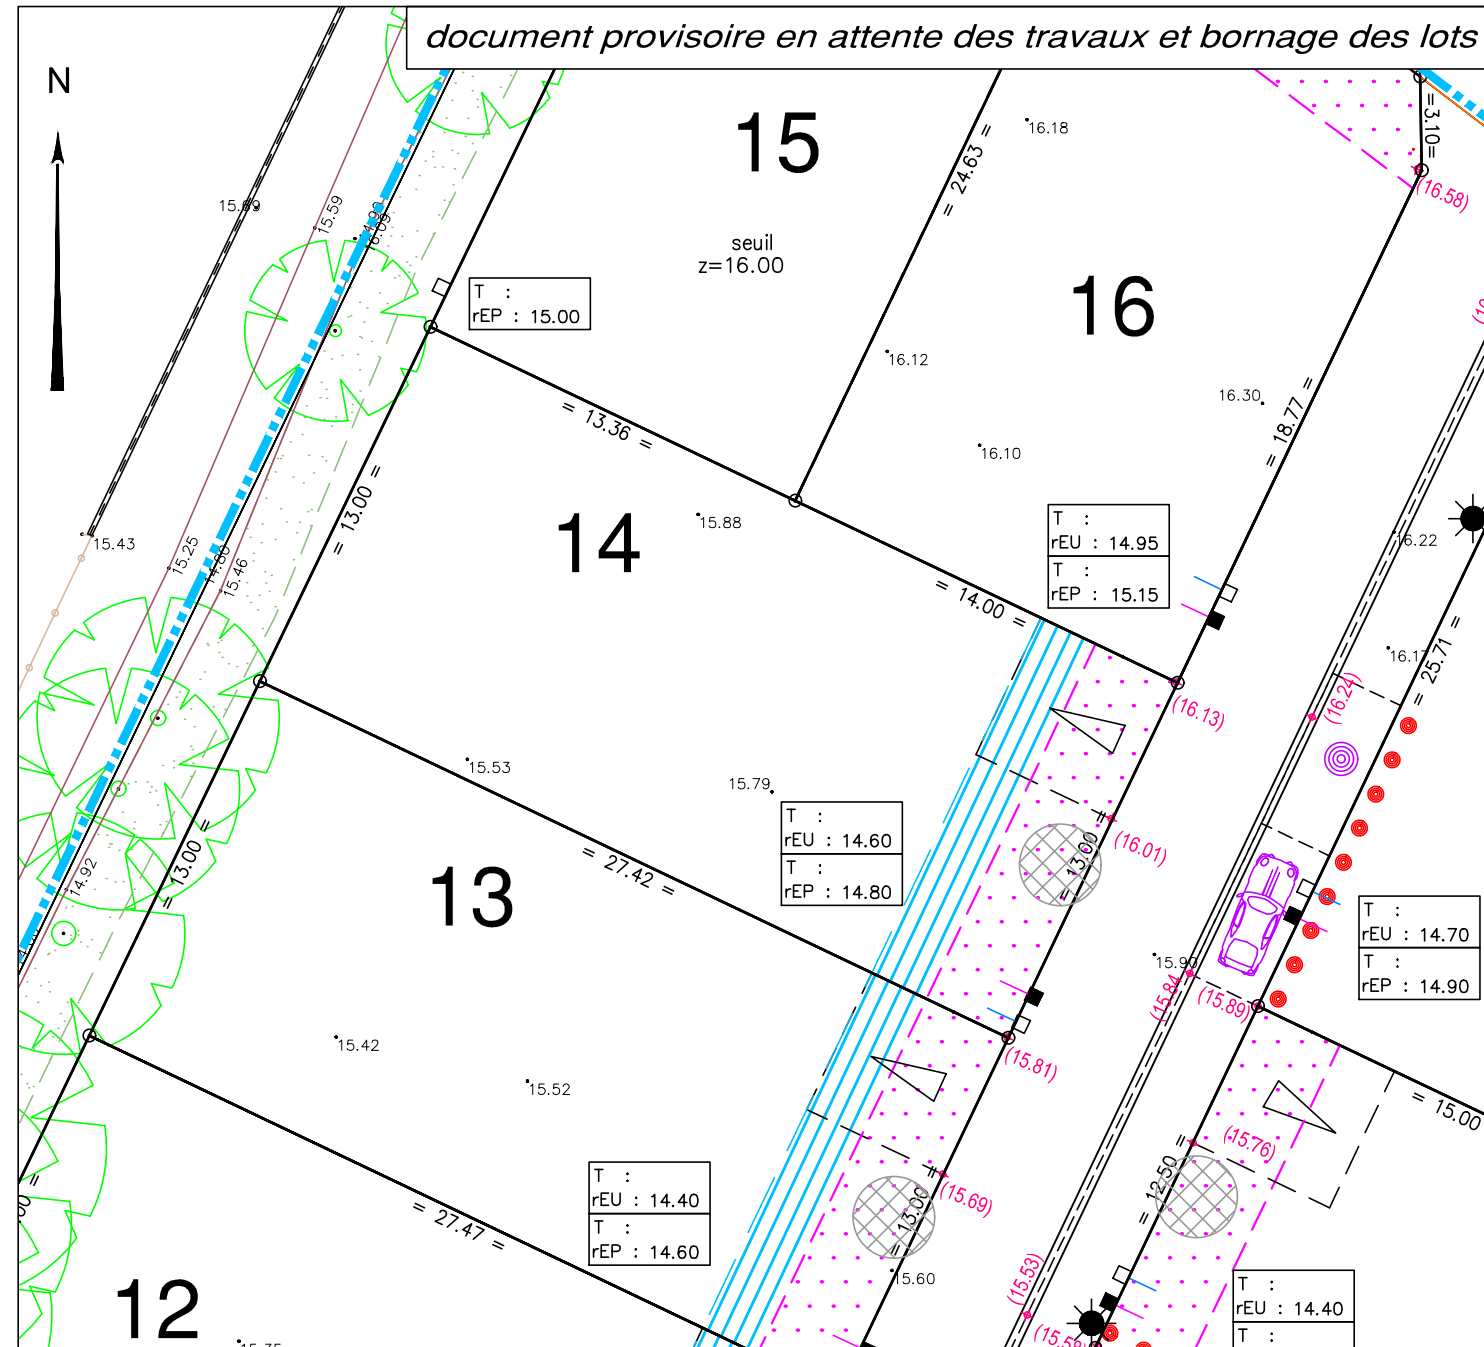 document provisoire en attente des travaux et bornage des lots
N
15
16
14
13
12
seuil
z=16.00
T :
rEP : 15.00
T :
rEU : 14.95
T :
rEP : 15.15
T :
rEU : 14.60
T :
rEP : 14.80
T :
rEU : 14.70
T :
rEP : 14.90
T :
rEU : 14.40
T :
rEP : 14.60
T :
rEU : 14.40
T :
= 24.63 =
=3.10=
= 18.77 =
= 13.36 =
= 13.00 =
= 14.00 =
= 25.71 =
= 13.00 =
= 27.42 =
= 13.00 =
= 15.00
= 12.50 =
= 13.00 =
= 27.47 =
16.18
(16.58)
15.59
16.12
16.30
16.10
15.88
15.43
15.25
15.46
16.22
(16.13)
(16.24)
15.53
15.79
(16.01)
14.92
15.90
(15.84)
(15.89)
15.42
15.52
(15.81)
(15.76)
(15.69)
15.60
(15.53)